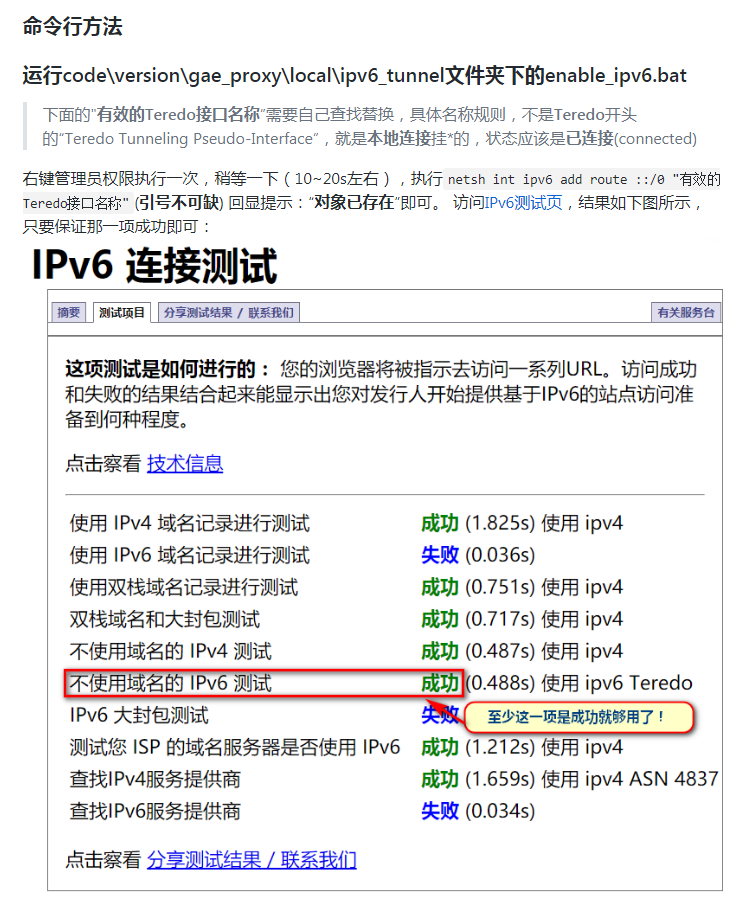 命令行方法
运行code\version\gae_proxy\local\ipv6_tunnel文件夹下的enable_ipv6.bat
下面的"有效的Teredo接口名称"需要自己查找替换，具体名称规则，不是Teredo开头
的“Teredo Tunneling Pseudo-Interface”，就是本地连接挂*的，状态应该是已连接(connected)
右键管理员权限执行一次，稍等一下（10~20s左右），执行 netsh int ipv6 add route ::/0 "有效的
Teredo接口名称" (引号不可缺) 回显提示：“对象已存在”即可。 访问IPv6测试页，结果如下图所示，
只要保证那一项成功即可：
IPv6 连接测试
摘要 测试项目 分享测试结果 / 联系我们 有关服务台
这项测试是如何进行的： 您的浏览器将被指示去访问一系列URL。访问成功
和失败的结果结合起来能显示出您对发行人开始提供基于IPv6的站点访问准
备到何种程度。
点击察看 技术信息
使用 IPv4 域名记录进行测试 成功 (1.825s) 使用 ipv4
使用 IPv6 域名记录进行测试 失败 (0.036s)
使用双栈域名记录进行测试 成功 (0.751s) 使用 ipv4
双栈域名和大封包测试 成功 (0.717s) 使用 ipv4
不使用域名的 IPv4 测试 成功 (0.487s) 使用 ipv4
不使用域名的 IPv6 测试 成功 (0.488s) 使用 ipv6 Teredo
IPv6 大封包测试 失败 至少这一项是成功就够用了！
测试您 ISP 的域名服务器是否使用 IPv6 成功 (1.212s) 使用 ipv4
查找IPv4服务提供商 成功 (1.659s) 使用 ipv4 ASN 4837
查找IPv6服务提供商 失败 (0.034s)
点击察看 分享测试结果 / 联系我们